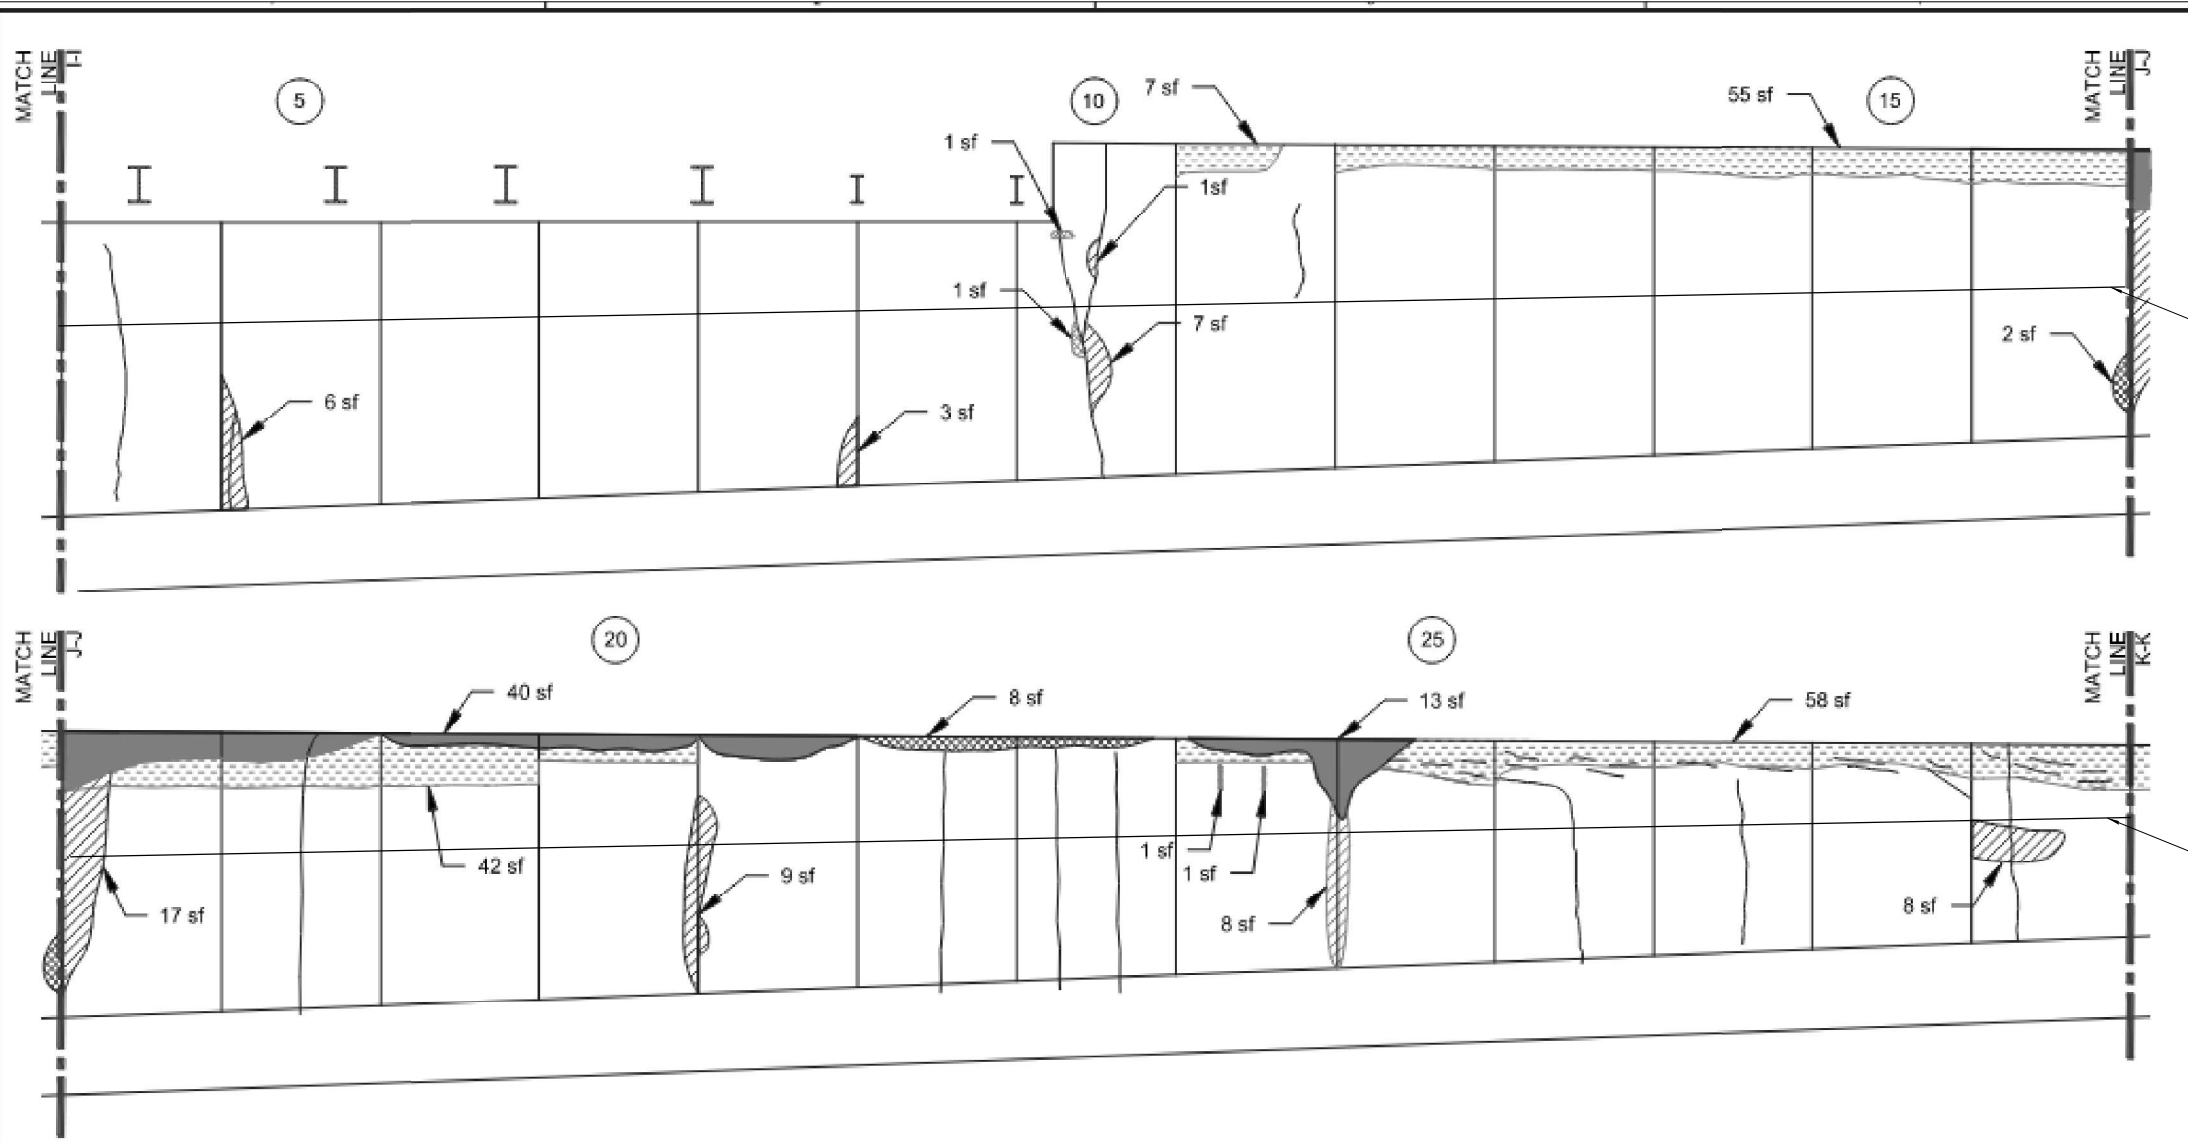 MATCH
LINE
I-I
5
10
7 sf
55 sf
15
MATCH
LINE
J-J
1 sf
1sf
1 sf
7 sf
2 sf
6 sf
3 sf
MATCH
LINE
J-J
20
25
MATCH
LINE
K-K
40 sf
8 sf
13 sf
58 sf
42 sf
9 sf
1 sf
1 sf
17 sf
8 sf
8 sf